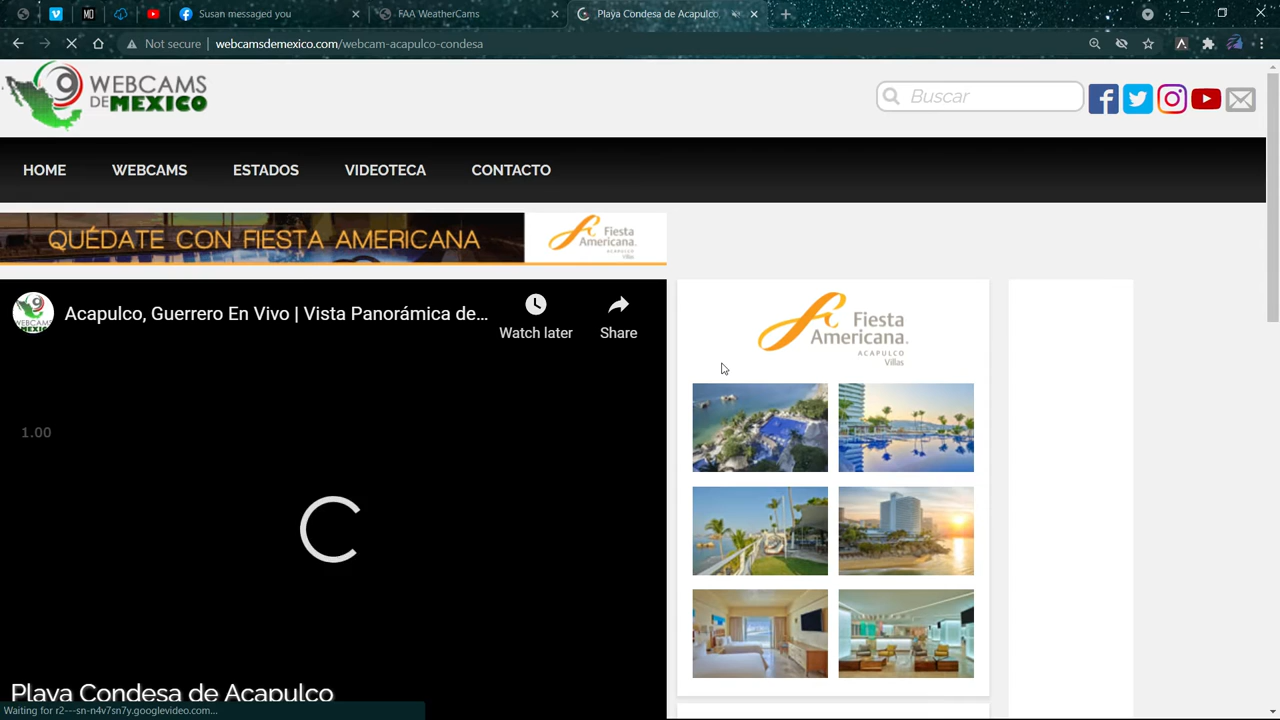 Susan messaged you
FAA WeatherCams
Playa Condesa de Acapulco,
Not secure
webcamsdemexico.com/webcam-acapulco-condesa
WEBCAMS
DE MEXICO
Buscar
HOME
WEBCAMS
ESTADOS
VIDEOTECA
CONTACTO
QUÉDATE CON FIESTA AMERICANA
Fiesta
Americana.
ACAPULCO
Villas
Acapulco, Guerrero En Vivo | Vista Panorámica de...
Watch later
Share
1.00
Fiesta
Americana.
ACAPULCO
Villas
Playa Condesa de Acapulco
Waiting for r2---sn-n4v7sn7y.googlevideo.com...